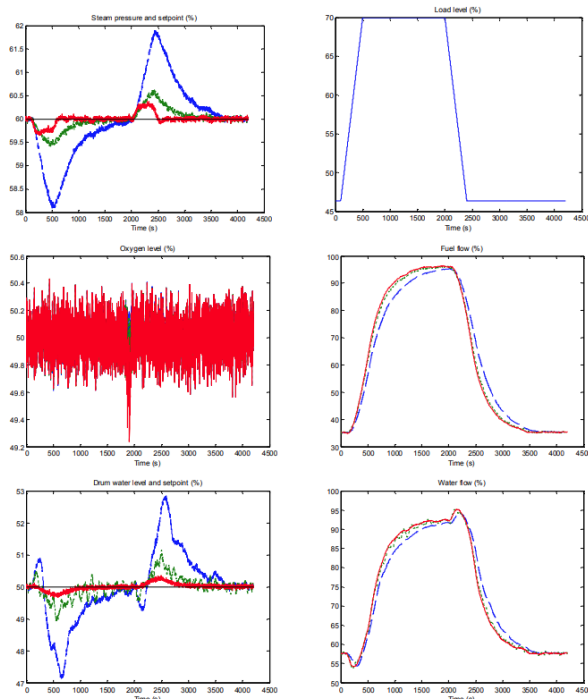 Steam pressure and setpoint (%)
62
61.5
61
60.5
60
59.5
59
58.5
58
0 500 1000 1500 2000 2500 3000 3500 4000 4500
Time (s)
Load level (%)
70
65
60
55
50
45
0 500 1000 1500 2000 2500 3000 3500 4000 4500
Time (s)
Oxygen level (%)
50.6
50.4
50.2
50
49.8
49.6
49.4
49.2
0 500 1000 1500 2000 2500 3000 3500 4000 4500
Time (s)
Fuel flow (%)
100
90
80
70
60
50
40
30
0 500 1000 1500 2000 2500 3000 3500 4000 4500
Time (s)
Drum water level and setpoint (%)
53
52
51
50
49
48
47
0 500 1000 1500 2000 2500 3000 3500 4000 4500
Time (s)
Water flow (%)
100
95
90
85
80
75
70
65
60
55
50
0 500 1000 1500 2000 2500 3000 3500 4000 4500
Time (s)